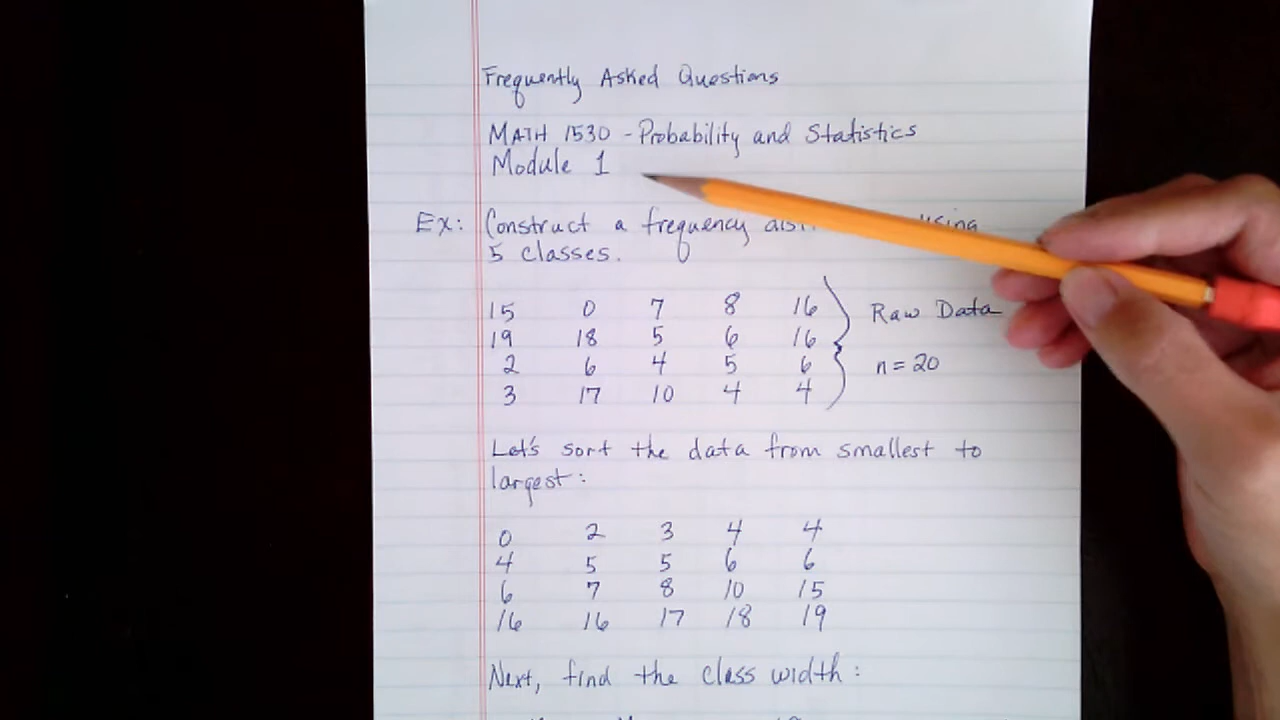 Frequently Asked Questions
MATH 1530 - Probability and Statistics
Module 1
Ex: Construct a frequency using
5 classes.
15 0 7 8 16
19 18 5 6 16
2 6 4 5 6
3 17 10 4 4
Raw Data
n = 20
Let's sort the data from smallest to
largest:
0 2 3 4 4
4 5 5 6 6
6 7 8 10 15
16 16 17 18 19
Next, find the class width: